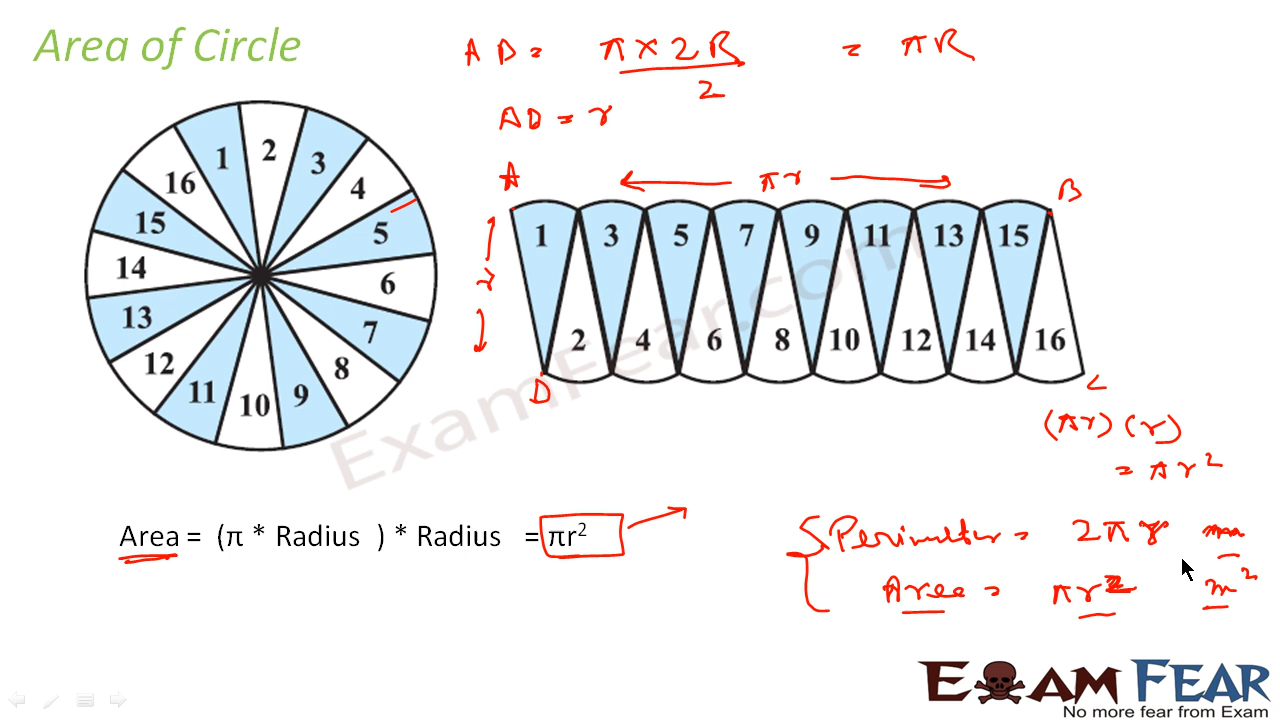 Area of Circle
AB = π × 2R / 2 = πR
AD = r
1 2 3 4 5 6 7 8 9 10 11 12 13 14 15 16
A πr B
1 3 5 7 9 11 13 15
r
2 4 6 8 10 12 14 16
D C
(πr) (r)
= πr²
Area = (π * Radius ) * Radius = πr²
Perimeter = 2πr
Area = πr² m²
ExamFear.com
EXAM FEAR
No more fear from Exam